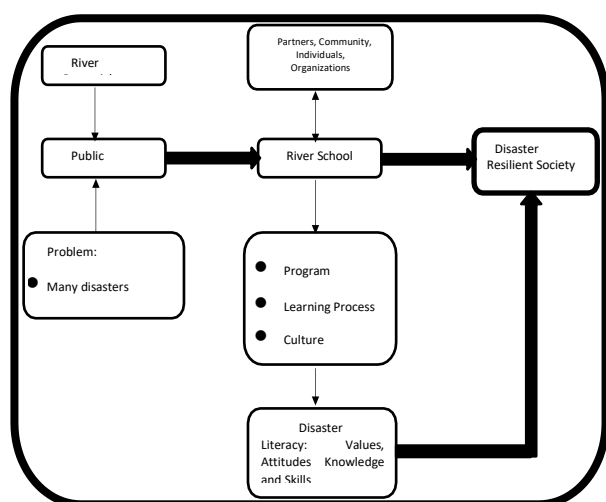 River
Partners, Community,
Individuals,
Organizations
Public
River School
Disaster
Resilient Society
Problem:
● Many disasters
● Program
● Learning Process
● Culture
Disaster
Literacy: Values,
Attitudes Knowledge
and Skills